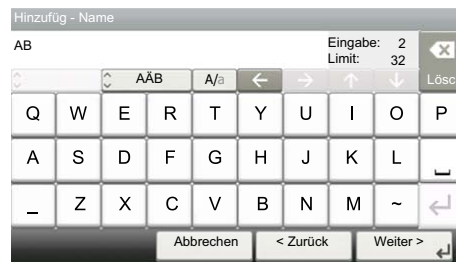 Hinzufüg - Name
AB Eingabe: 2
Limit: 32
AÄB A/a ← → ↑ ↓ Lösc
Q W E R T Y U I O P
A S D F G H J K L
_ Z X C V B N M ~
Abbrechen < Zurück Weiter >